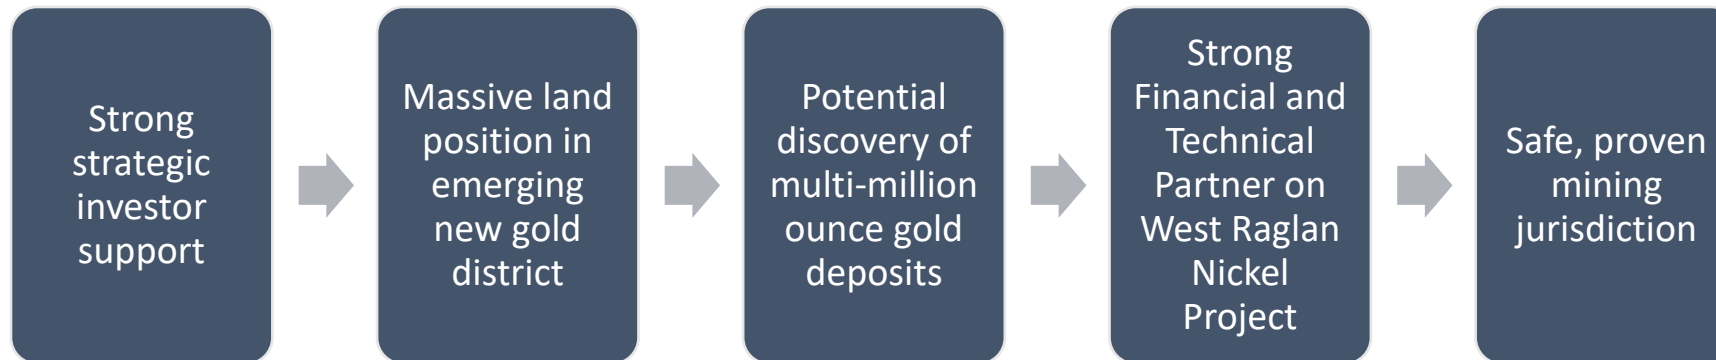 Strong
strategic
investor
support
Massive land
position in
emerging
new gold
district
Potential
discovery of
multi-million
ounce gold
deposits
Strong
Financial and
Technical
Partner on
West Raglan
Nickel
Project
Safe, proven
mining
jurisdiction